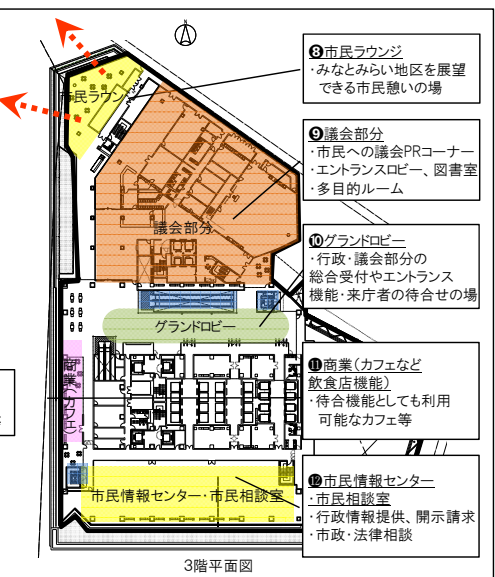 ❽市民ラウンジ
・みなとみらい地区を展望
できる市民憩いの場
❾議会部分
・市民への議会PRコーナー
・エントランスロビー、図書室
・多目的ルーム
❿グランドロビー
・行政・議会部分の
総合受付やエントランス
機能・来庁者の待合せの場
⓫商業(カフェなど
飲食店機能)
・待合機能としても利用
可能なカフェ等
⓬市民情報センター
・市民相談室
・行政情報提供、開示請求
・市政・法律相談
市民ラウン
議会部分
グランドロビー
商業(カフェ)
市民情報センター・市民相談室
3階平面図